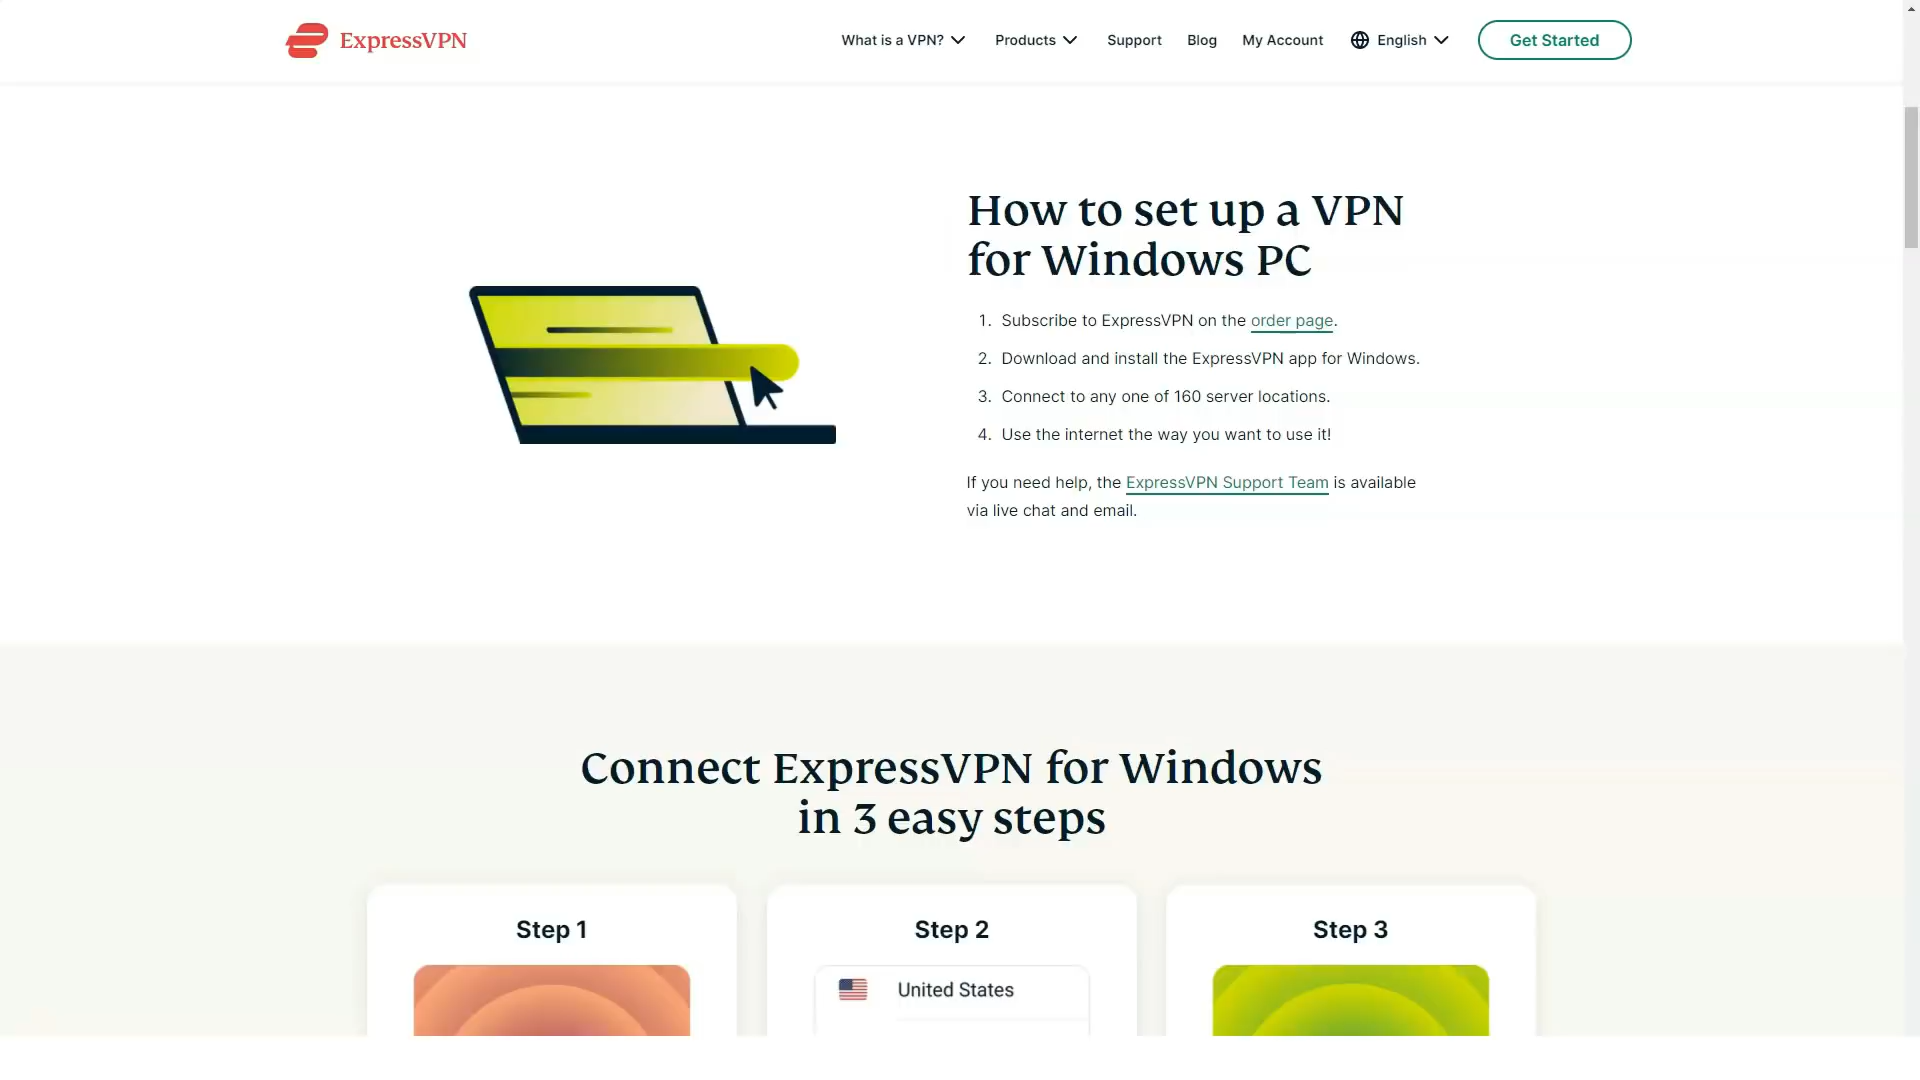 ExpressVPN
What is a VPN?
Products
Support
Blog
My Account
English
Get Started
How to set up a VPN
for Windows PC
1. Subscribe to ExpressVPN on the order page.
2. Download and install the ExpressVPN app for Windows.
3. Connect to any one of 160 server locations.
4. Use the internet the way you want to use it!
If you need help, the ExpressVPN Support Team is available
via live chat and email.
Connect ExpressVPN for Windows
in 3 easy steps
Step 1
Step 2
Step 3
United States